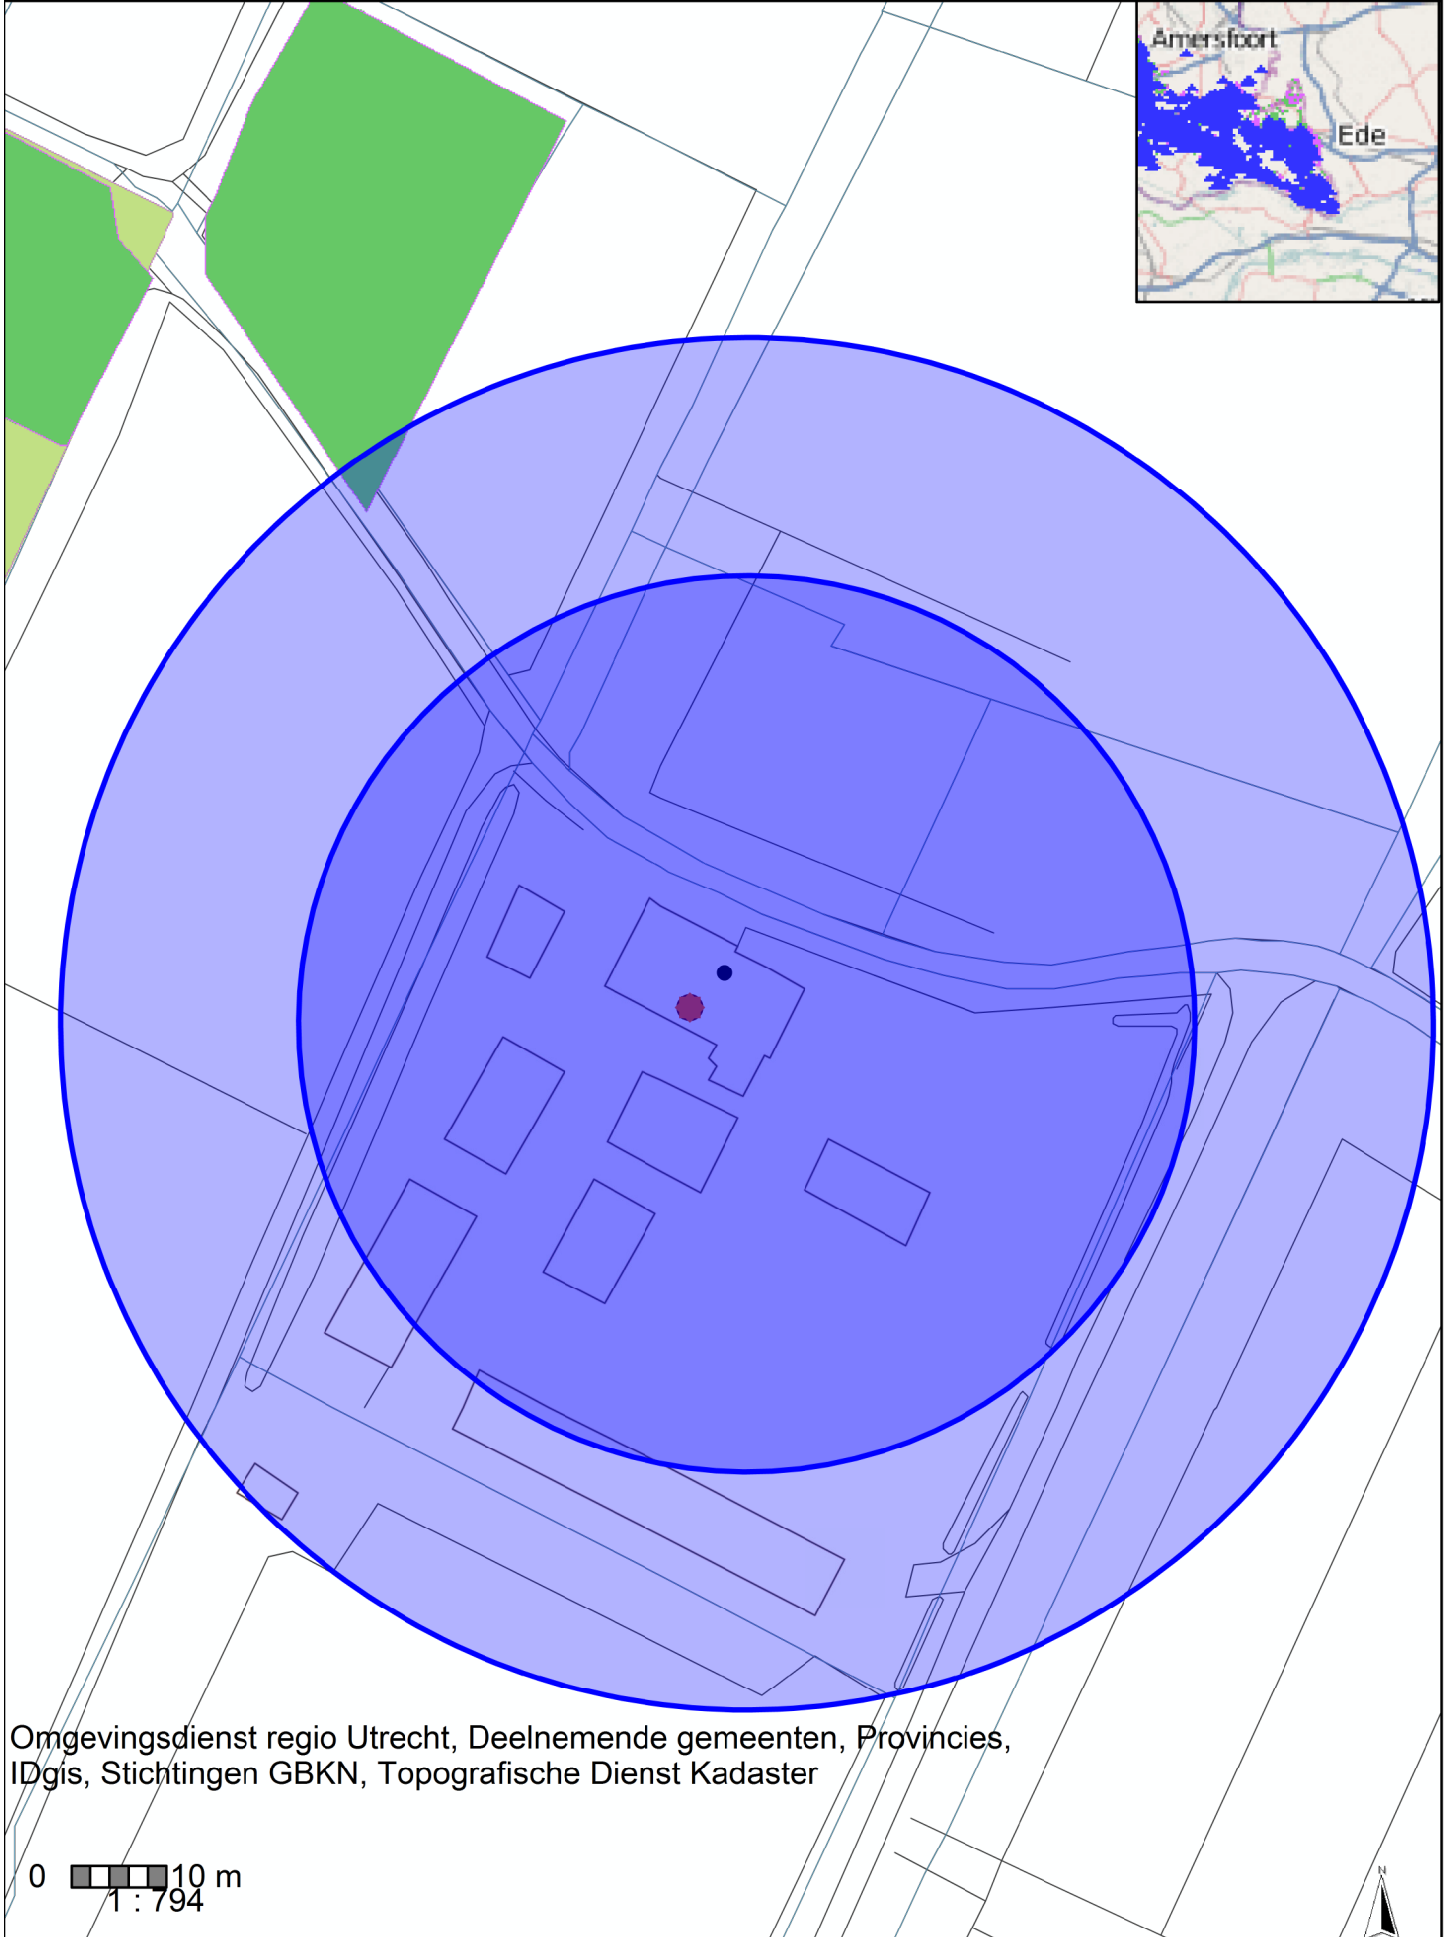 Amersfoort
Ede
Omgevingsdienst regio Utrecht, Deelnemende gemeenten, Provincies,
IDgis, Stichtingen GBKN, Topografische Dienst Kadaster
0 10 m
1 : 794
N